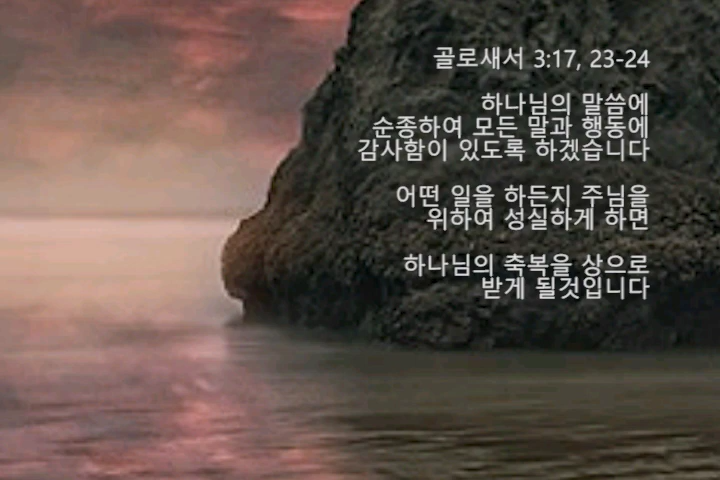 골로새서 3:17, 23-24
하나님의 말씀에
순종하여 모든 말과 행동에
감사함이 있도록 하겠습니다
어떤 일을 하든지 주님을
위하여 성실하게 하면
하나님의 축복을 상으로
받게 될것입니다